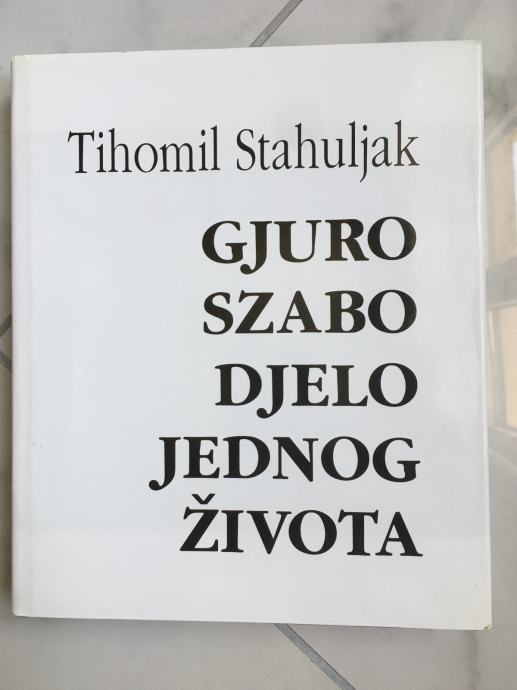 Tihomil Stahuljak
GJURO
SZABO
DJELO
JEDNOG
ŽIVOTA